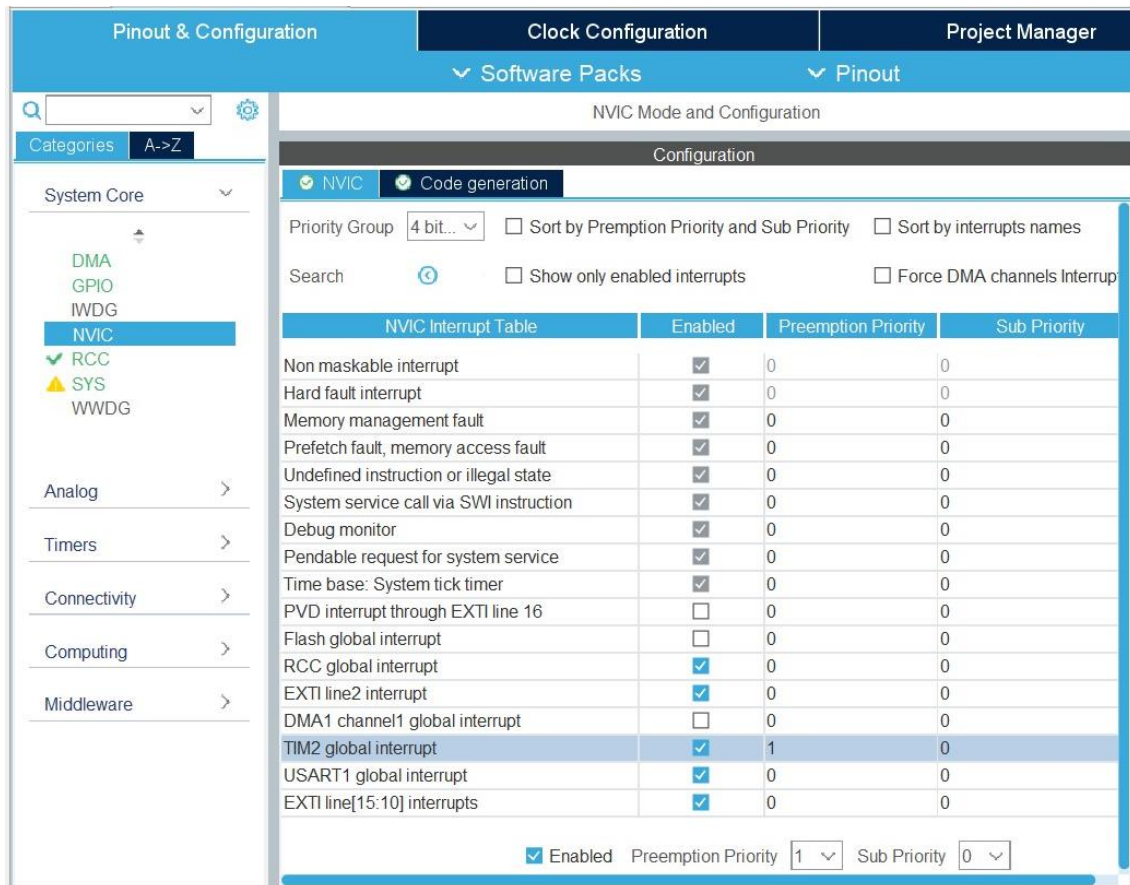 Pinout & Configuration Clock Configuration Project Manager
Software Packs Pinout
NVIC Mode and Configuration
Categories A->Z
Configuration
NVIC Code generation
System Core
Priority Group 4 bit... Sort by Premption Priority and Sub Priority Sort by interrupts names
DMA
GPIO
IWDG
NVIC
RCC
SYS
WWDG
Search Show only enabled interrupts Force DMA channels Interrup
Analog
Timers
Connectivity
Computing
Middleware
NVIC Interrupt Table Enabled Preemption Priority Sub Priority
Non maskable interrupt 0 0
Hard fault interrupt 0 0
Memory management fault 0 0
Prefetch fault, memory access fault 0 0
Undefined instruction or illegal state 0 0
System service call via SWI instruction 0 0
Debug monitor 0 0
Pendable request for system service 0 0
Time base: System tick timer 0 0
PVD interrupt through EXTI line 16 0 0
Flash global interrupt 0 0
RCC global interrupt 0 0
EXTI line2 interrupt 0 0
DMA1 channel1 global interrupt 0 0
TIM2 global interrupt 1 0
USART1 global interrupt 0 0
EXTI line[15:10] interrupts 0 0
Enabled Preemption Priority 1 Sub Priority 0